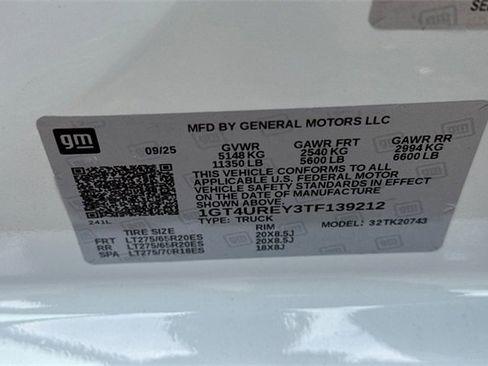 SE
gm
MFD BY GENERAL MOTORS LLC
09/25 GVWR GAWR FRT GAWR RR
5148 KG 2540 KG 2994 KG
11350 LB 5600 LB 6600 LB
THIS VEHICLE CONFORMS TO ALL
APPLICABLE U.S. FEDERAL MOTOR
VEHICLE SAFETY STANDARDS IN EFFECT
ON THE DATE OF MANUFACTURE
SHOWN ABOVE.
1GT4UREY3TF139212
TYPE: TRUCK MODEL: 32TK20743
241L
TIRE SIZE RIM
FRT LT275/65R20ES 20X8.5J
RR LT275/65R20ES 20X8.5J
SPA LT275/70R18ES 18X8J